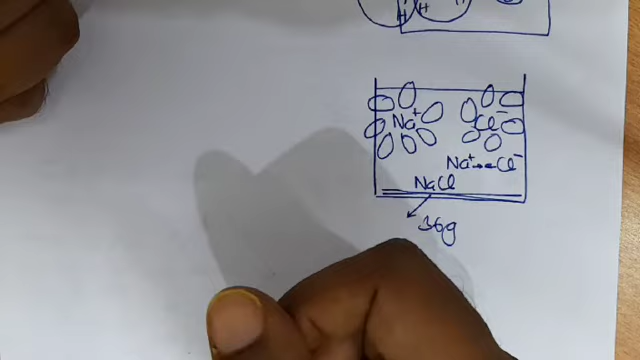 H H H
Na⁺ Cl⁻
Na⁺ Cl⁻
NaCl
36g